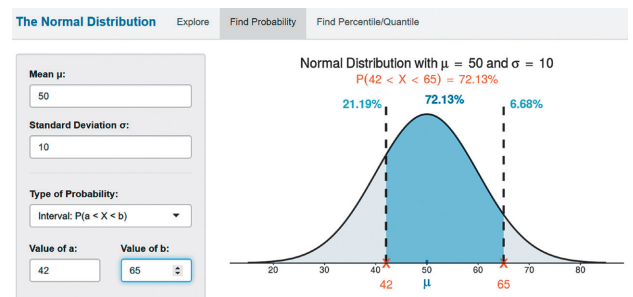 The Normal Distribution Explore Find Probability Find Percentile/Quantile
Mean μ:
50
Standard Deviation σ:
10
Type of Probability:
Interval: P(a < X < b)
Value of a: Value of b:
42 65
Normal Distribution with μ = 50 and σ = 10
P(42 < X < 65) = 72.13%
21.19% 72.13% 6.68%
20 30 40 50 60 70 80
42 μ 65